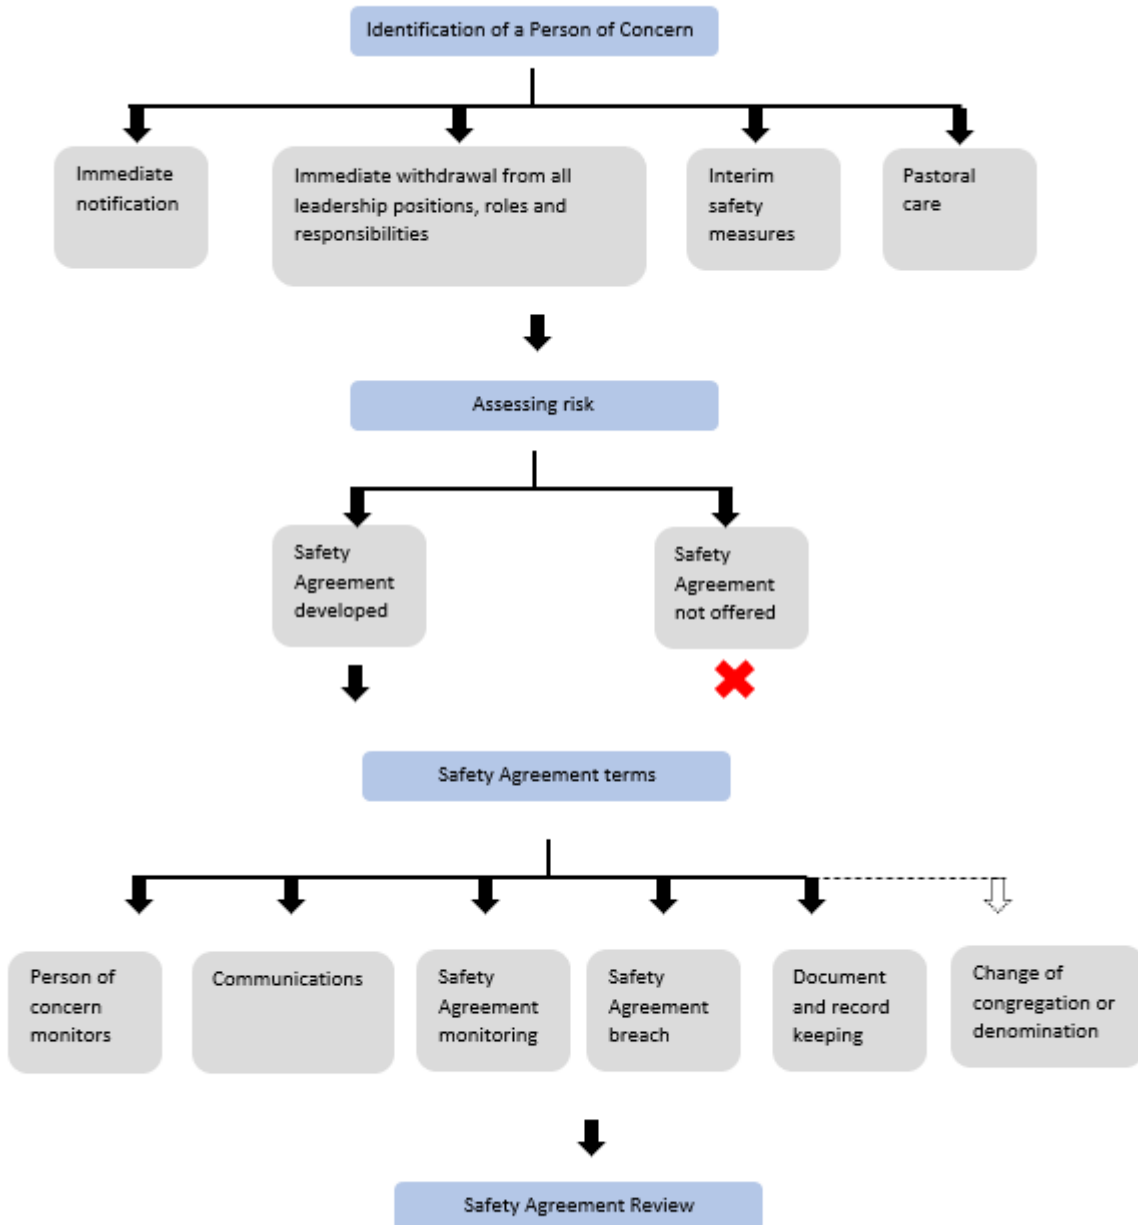 Identification of a Person of Concern
Immediate
notification
Immediate withdrawal from all
leadership positions, roles and
responsibilities
Interim
safety
measures
Pastoral
care
Assessing risk
Safety
Agreement
developed
Safety
Agreement
not offered
Safety Agreement terms
Person of
concern
monitors
Communications
Safety
Agreement
monitoring
Safety
Agreement
breach
Document
and record
keeping
Change of
congregation or
denomination
Safety Agreement Review